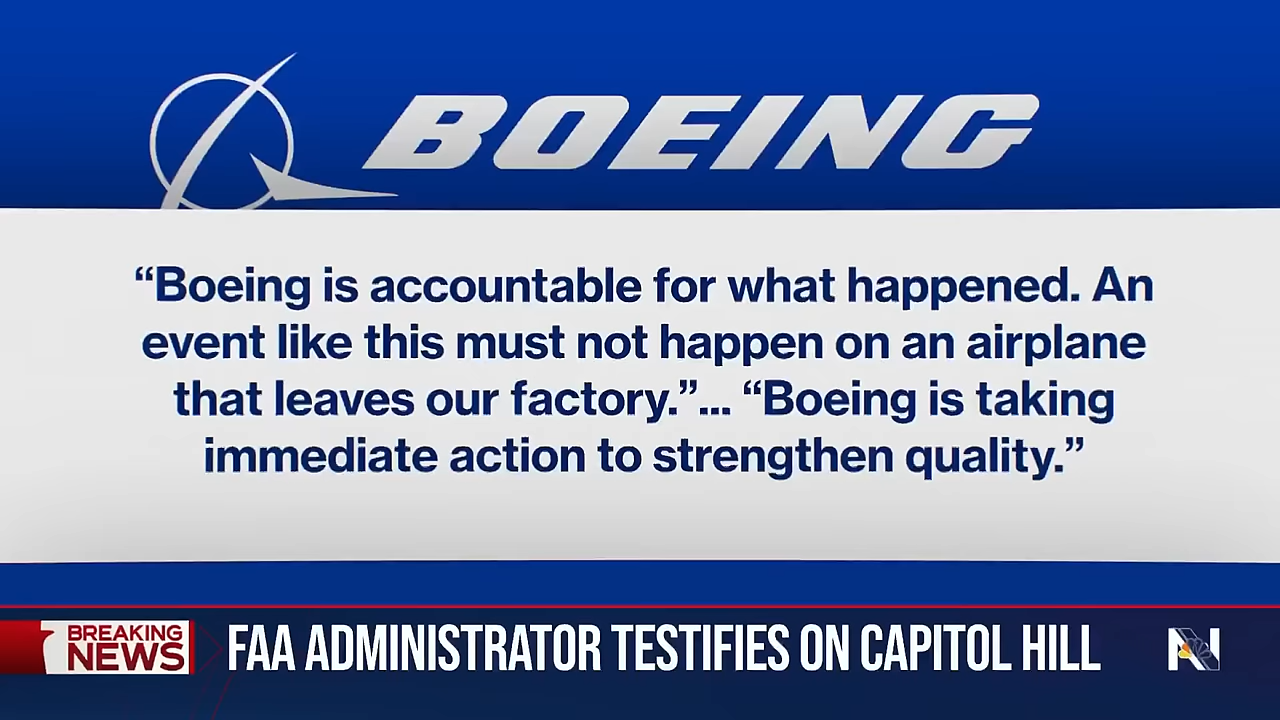 BOEING
“Boeing is accountable for what happened. An
event like this must not happen on an airplane
that leaves our factory.”... “Boeing is taking
immediate action to strengthen quality.”
BREAKING
NEWS
FAA ADMINISTRATOR TESTIFIES ON CAPITOL HILL
N